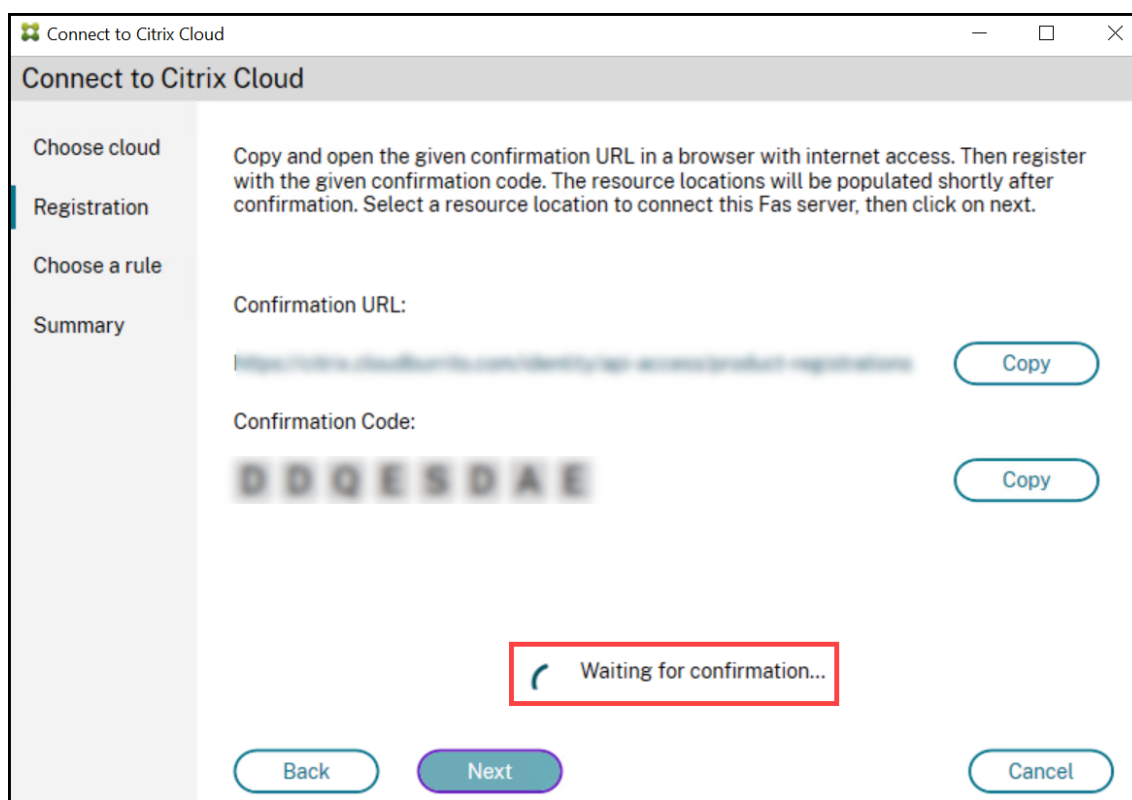 Connect to Citrix Cloud
Connect to Citrix Cloud
Choose cloud
Registration
Choose a rule
Summary
Copy and open the given confirmation URL in a browser with internet access. Then register
with the given confirmation code. The resource locations will be populated shortly after
confirmation. Select a resource location to connect this Fas server, then click on next.
Confirmation URL:
Copy
Confirmation Code:
Copy
Waiting for confirmation...
Back
Next
Cancel